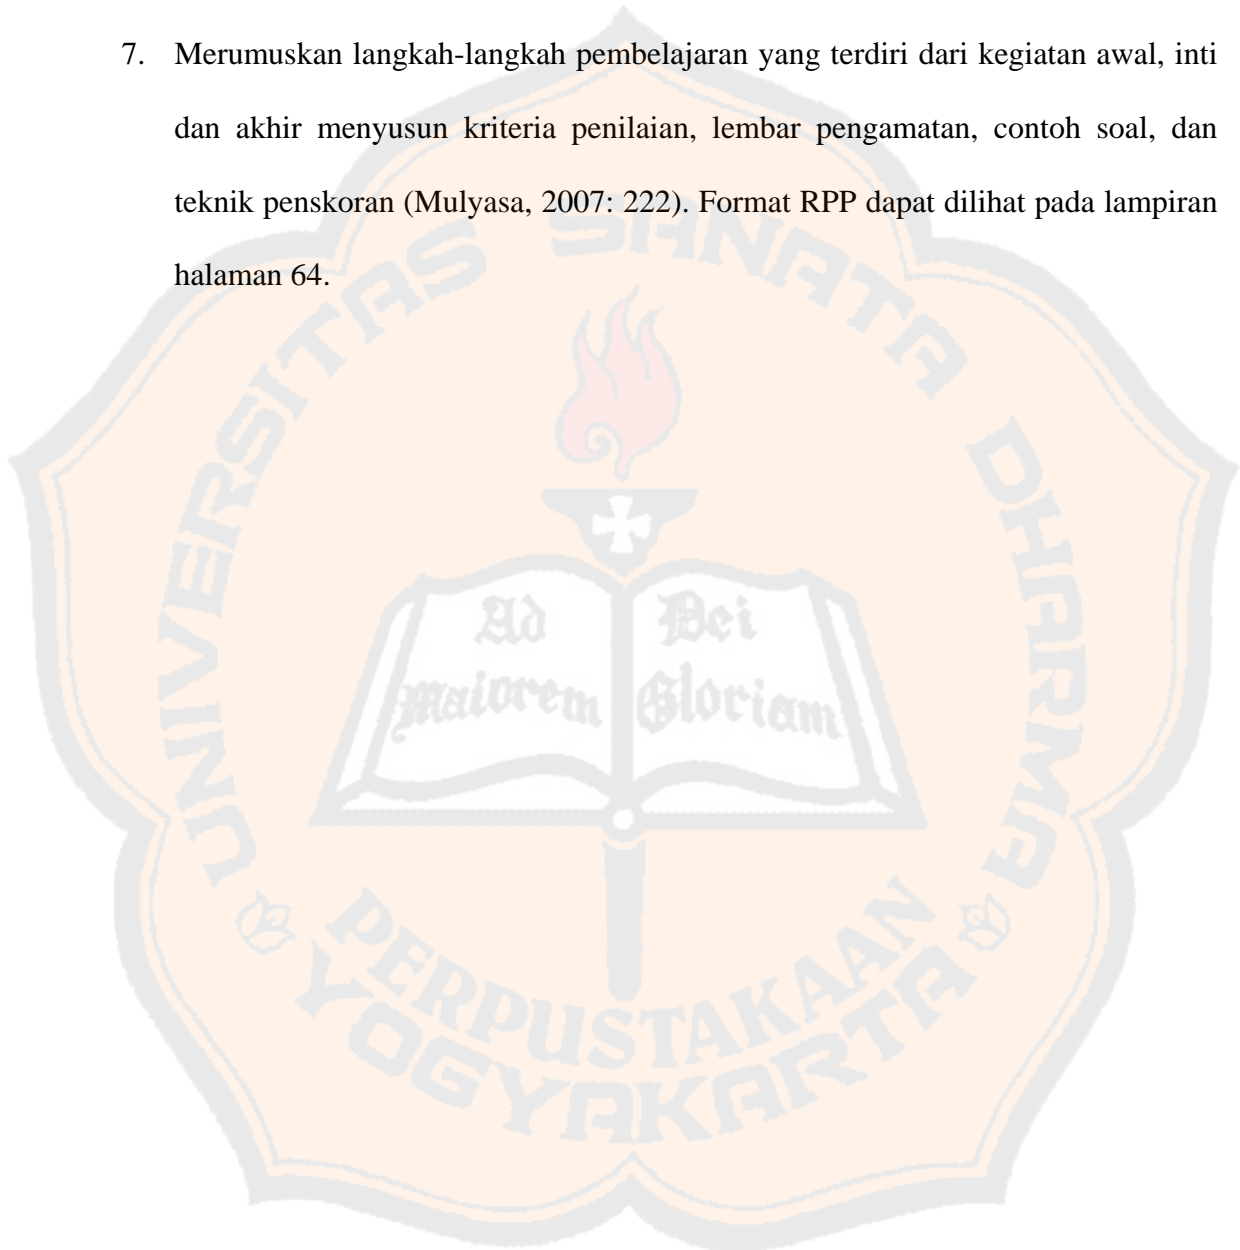 7. Merumuskan langkah-langkah pembelajaran yang terdiri dari kegiatan awal, inti
dan akhir menyusun kriteria penilaian, lembar pengamatan, contoh soal, dan
teknik penskoran (Mulyasa, 2007: 222). Format RPP dapat dilihat pada lampiran
halaman 64.
UNIVERSITAS SANATA DHARMA
Ad Dei
maiorem Gloriam
PERPUSTAKAAN
YOGYAKARTA